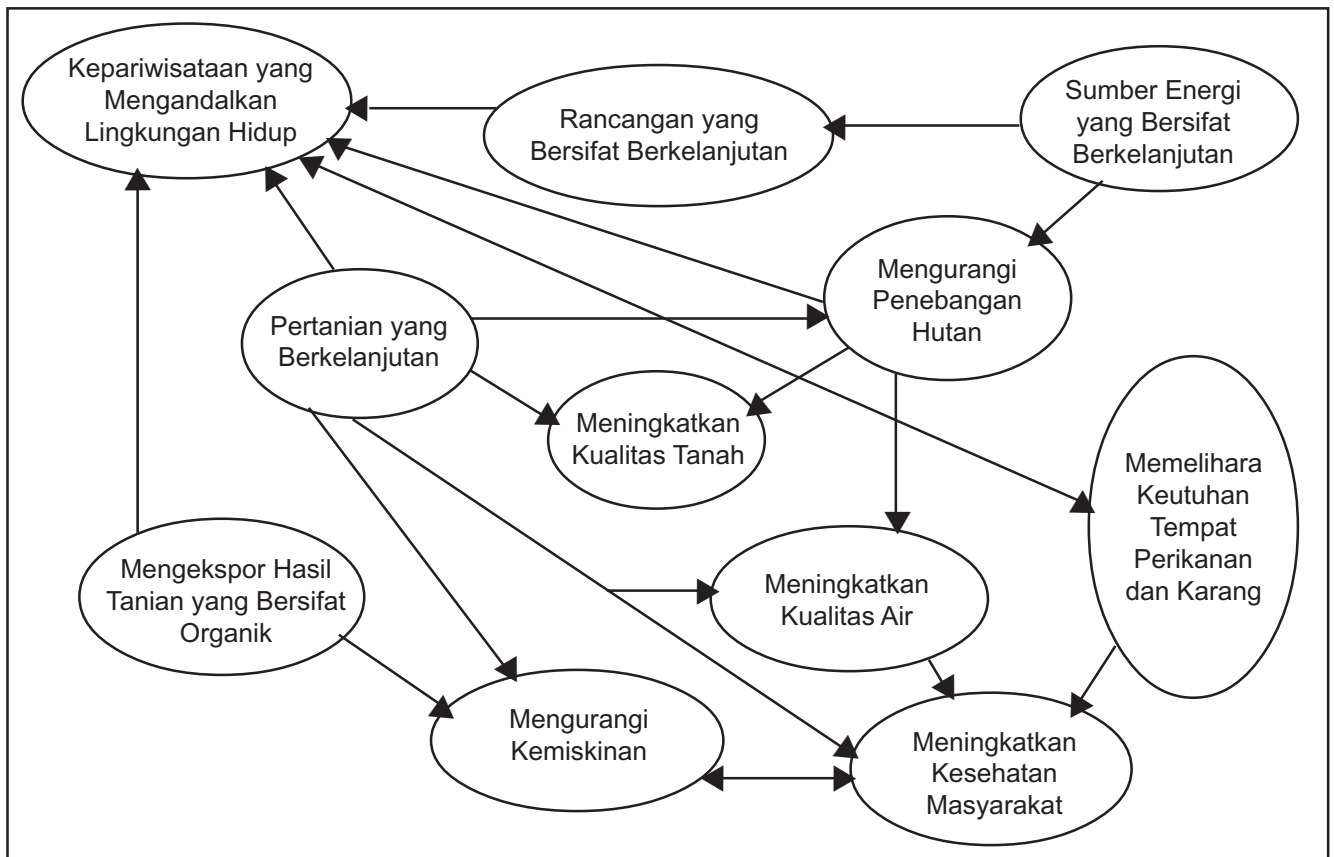 Kepariwisataan yang
Mengandalkan
Lingkungan Hidup
Rancangan yang
Bersifat Berkelanjutan
Sumber Energi
yang Bersifat
Berkelanjutan
Mengurangi
Penebangan
Hutan
Pertanian yang
Berkelanjutan
Meningkatkan
Kualitas Tanah
Memelihara
Keutuhan
Tempat
Perikanan
dan Karang
Mengekspor Hasil
Tanian yang Bersifat
Organik
Meningkatkan
Kualitas Air
Mengurangi
Kemiskinan
Meningkatkan
Kesehatan
Masyarakat